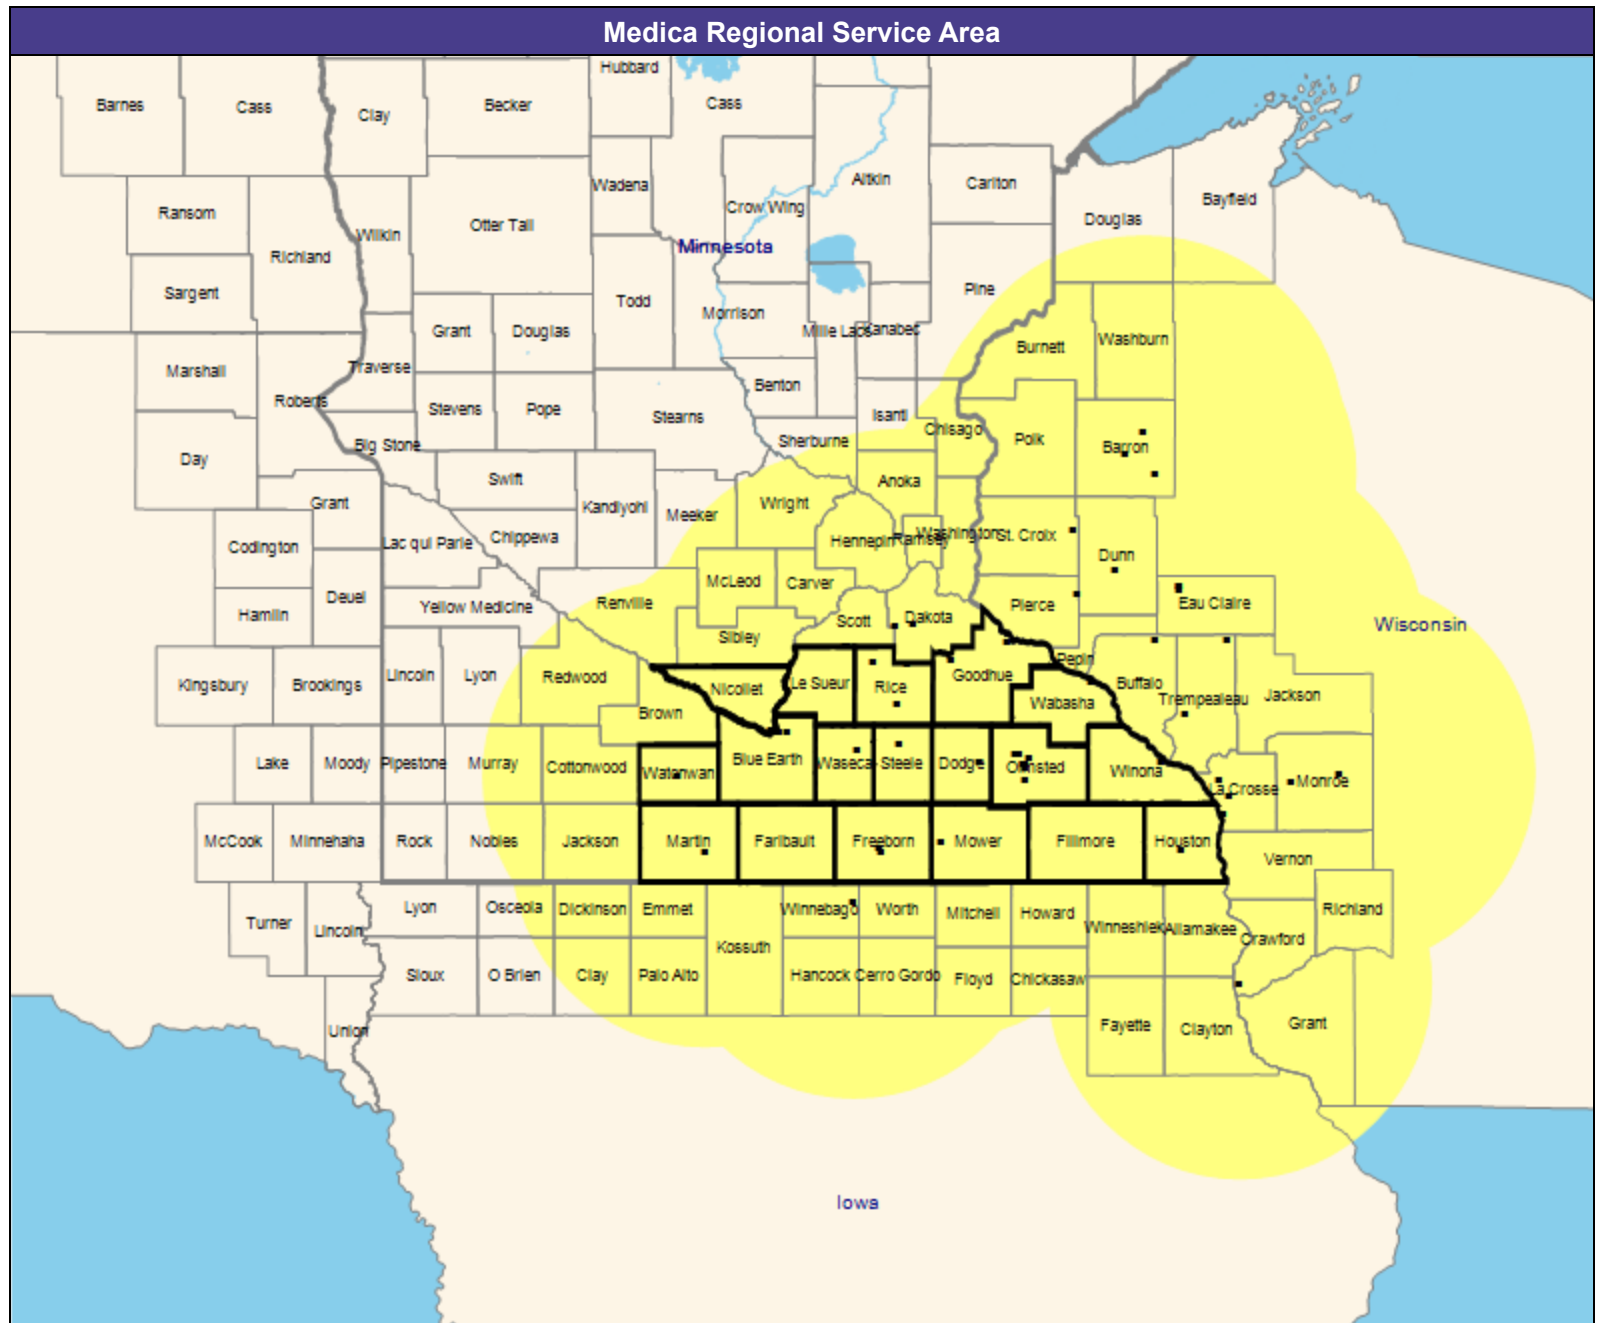 Medica Regional Service Area
Hubbard
Barnes
Cass
Clay
Becker
Cass
Wadena
Aitkin
Carlton
Ransom
Crow Wing
Bayfield
Douglas
Otter Tail
Wilkin
Minnesota
Richland
Sargent
Todd
Pine
Morrison
Grant
Douglas
Mille Lacs
Kanabec
Washburn
Burnett
Marshall
Traverse
Benton
Roberts
Stevens
Pope
Stearns
Isanti
Chisago
Big Stone
Sherburne
Polk
Barron
Day
Swift
Anoka
Grant
Kandiyohi
Meeker
Wright
Codington
Lac qui Parle
Chippewa
Hennepin
Ramsey
Washington
St. Croix
Dunn
Deuel
McLeod
Carver
Hamlin
Yellow Medicine
Renville
Scott
Dakota
Pierce
Eau Claire
Sibley
Wisconsin
Pepin
Kingsbury
Brookings
Lincoln
Lyon
Redwood
Nicollet
Le Sueur
Rice
Goodhue
Buffalo
Trempealeau
Jackson
Brown
Wabasha
Lake
Moody
Pipestone
Murray
Cottonwood
Watonwan
Blue Earth
Waseca
Steele
Dodge
Olmsted
Winona
La Crosse
Monroe
McCook
Minnehaha
Rock
Nobles
Jackson
Martin
Faribault
Freeborn
Mower
Fillmore
Houston
Vernon
Turner
Lincoln
Lyon
Osceola
Dickinson
Emmet
Winnebago
Worth
Mitchell
Howard
Winneshiek
Allamakee
Crawford
Richland
Kossuth
Sioux
O Brien
Clay
Palo Alto
Hancock
Cerro Gordo
Floyd
Chickasaw
Union
Fayette
Clayton
Grant
Iowa